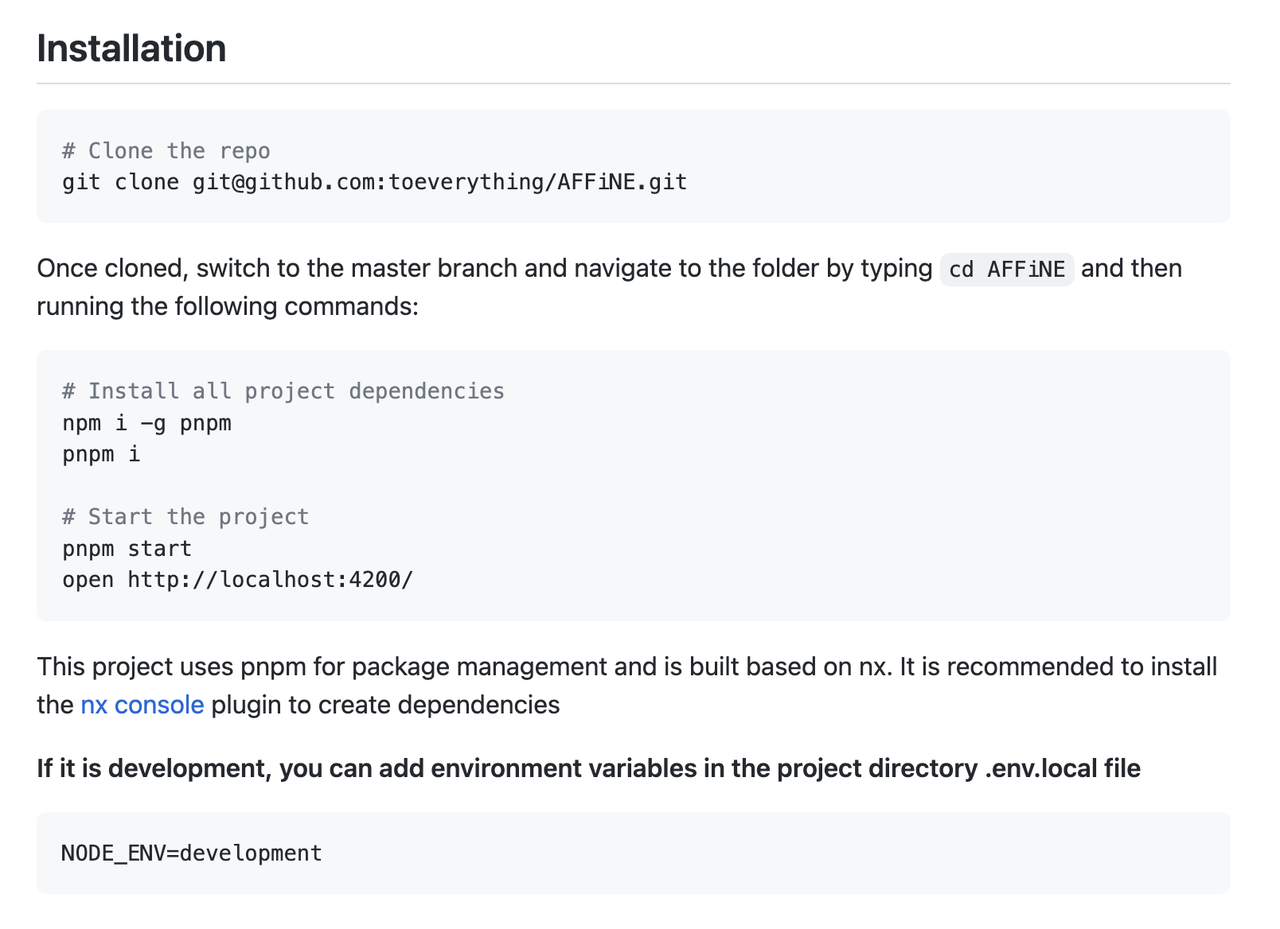 Installation
# Clone the repo
git clone git@github.com:toeverything/AFFiNE.git
Once cloned, switch to the master branch and navigate to the folder by typing cd AFFiNE and then
running the following commands:
# Install all project dependencies
npm i -g pnpm
pnpm i
# Start the project
pnpm start
open http://localhost:4200/
This project uses pnpm for package management and is built based on nx. It is recommended to install
the nx console plugin to create dependencies
If it is development, you can add environment variables in the project directory .env.local file
NODE_ENV=development